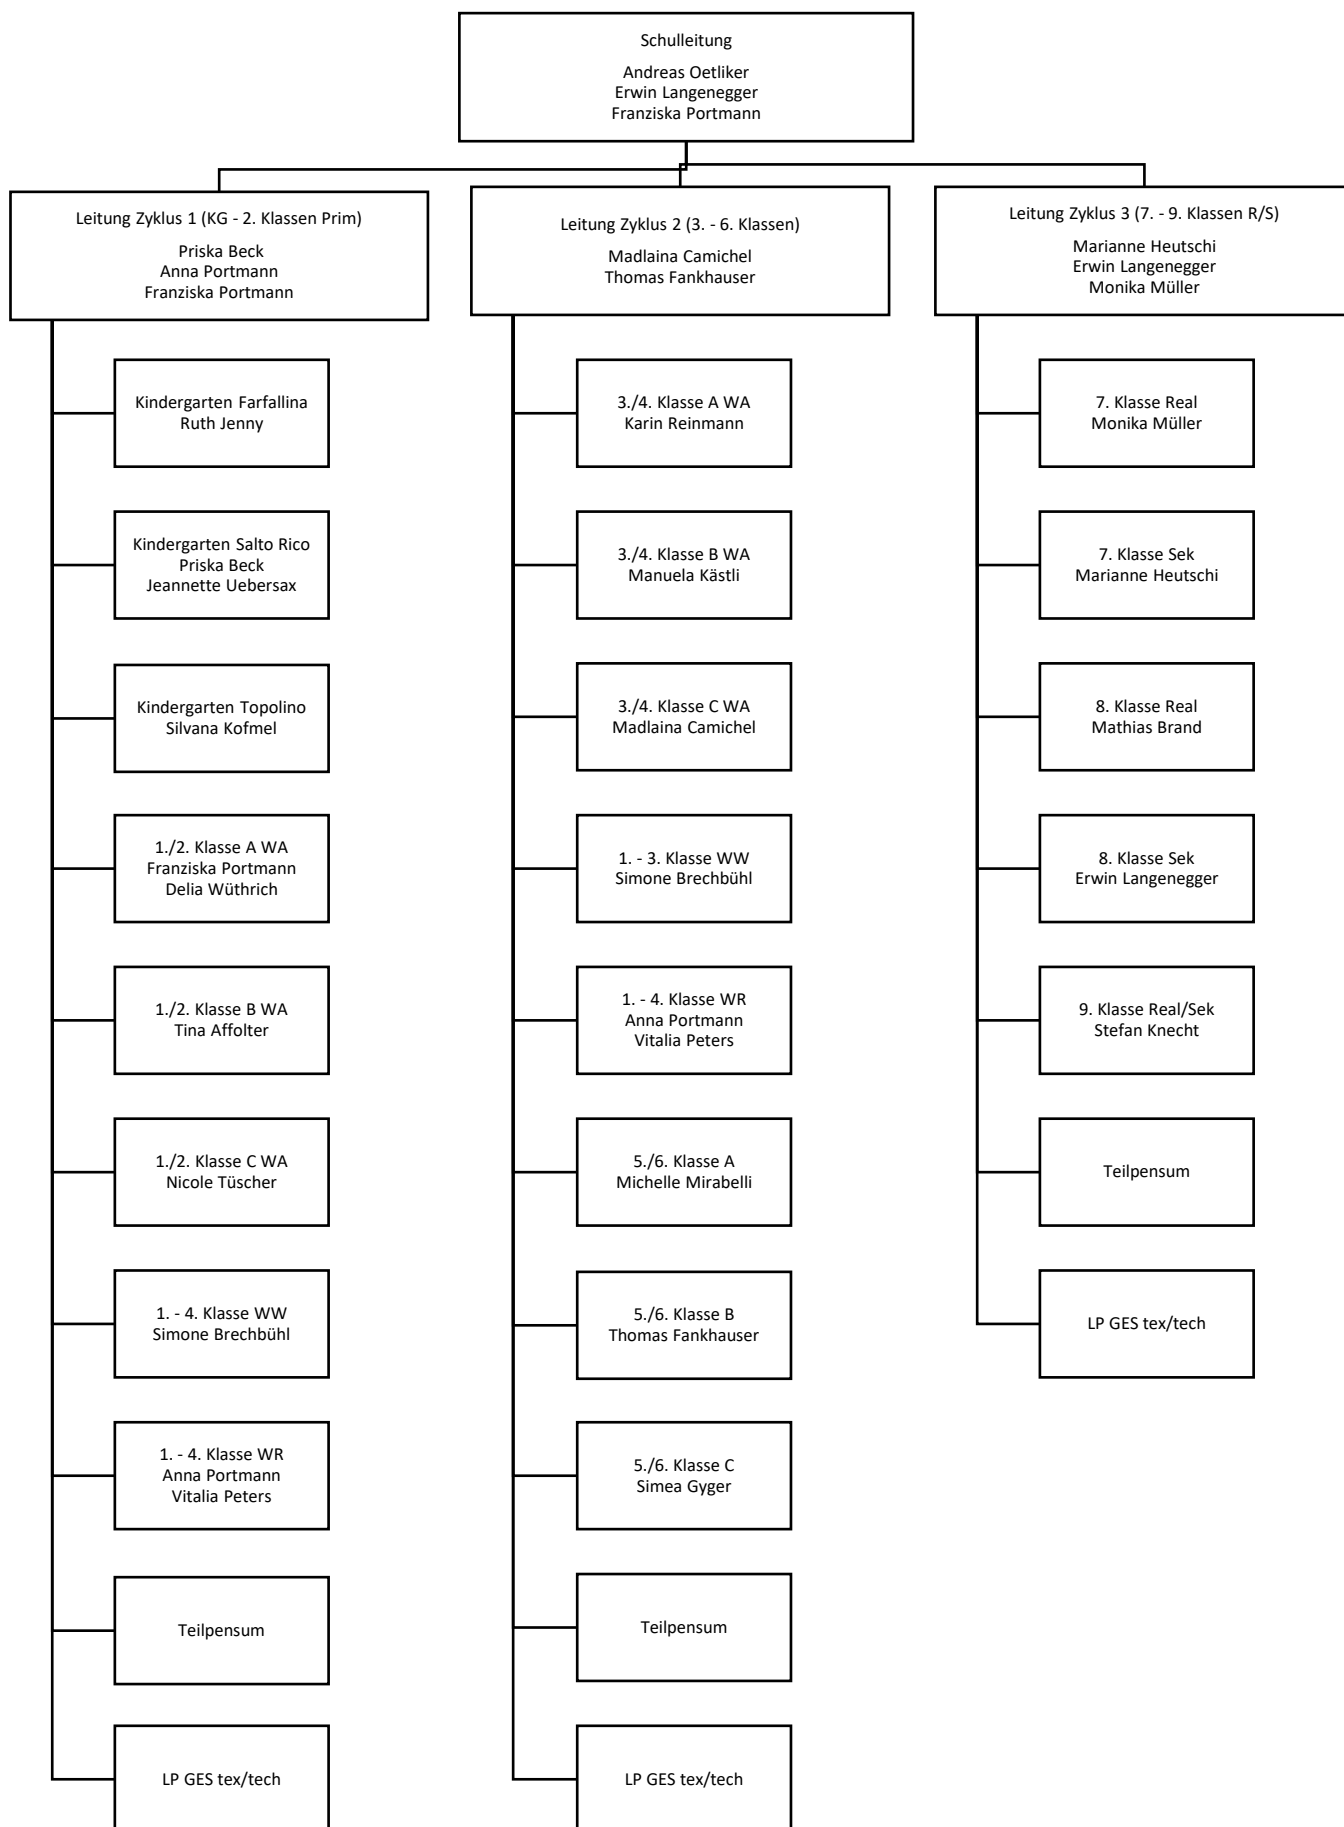 Schulleitung
Andreas Oetliker
Erwin Langenegger
Franziska Portmann
Leitung Zyklus 1 (KG - 2. Klassen Prim)
Priska Beck
Anna Portmann
Franziska Portmann
Kindergarten Farfallina
Ruth Jenny
Kindergarten Salto Rico
Priska Beck
Jeannette Uebersax
Kindergarten Topolino
Silvana Kofmel
1./2. Klasse A WA
Franziska Portmann
Delia Wüthrich
1./2. Klasse B WA
Tina Affolter
1./2. Klasse C WA
Nicole Tüscher
1. - 4. Klasse WW
Simone Brechbühl
1. - 4. Klasse WR
Anna Portmann
Vitalia Peters
Teilpensum
LP GES tex/tech
Leitung Zyklus 2 (3. - 6. Klassen)
Madlaina Camichel
Thomas Fankhauser
3./4. Klasse A WA
Karin Reinmann
3./4. Klasse B WA
Manuela Kästli
3./4. Klasse C WA
Madlaina Camichel
1. - 3. Klasse WW
Simone Brechbühl
1. - 4. Klasse WR
Anna Portmann
Vitalia Peters
5./6. Klasse A
Michelle Mirabelli
5./6. Klasse B
Thomas Fankhauser
5./6. Klasse C
Simea Gyger
Teilpensum
LP GES tex/tech
Leitung Zyklus 3 (7. - 9. Klassen R/S)
Marianne Heutschi
Erwin Langenegger
Monika Müller
7. Klasse Real
Monika Müller
7. Klasse Sek
Marianne Heutschi
8. Klasse Real
Mathias Brand
8. Klasse Sek
Erwin Langenegger
9. Klasse Real/Sek
Stefan Knecht
Teilpensum
LP GES tex/tech